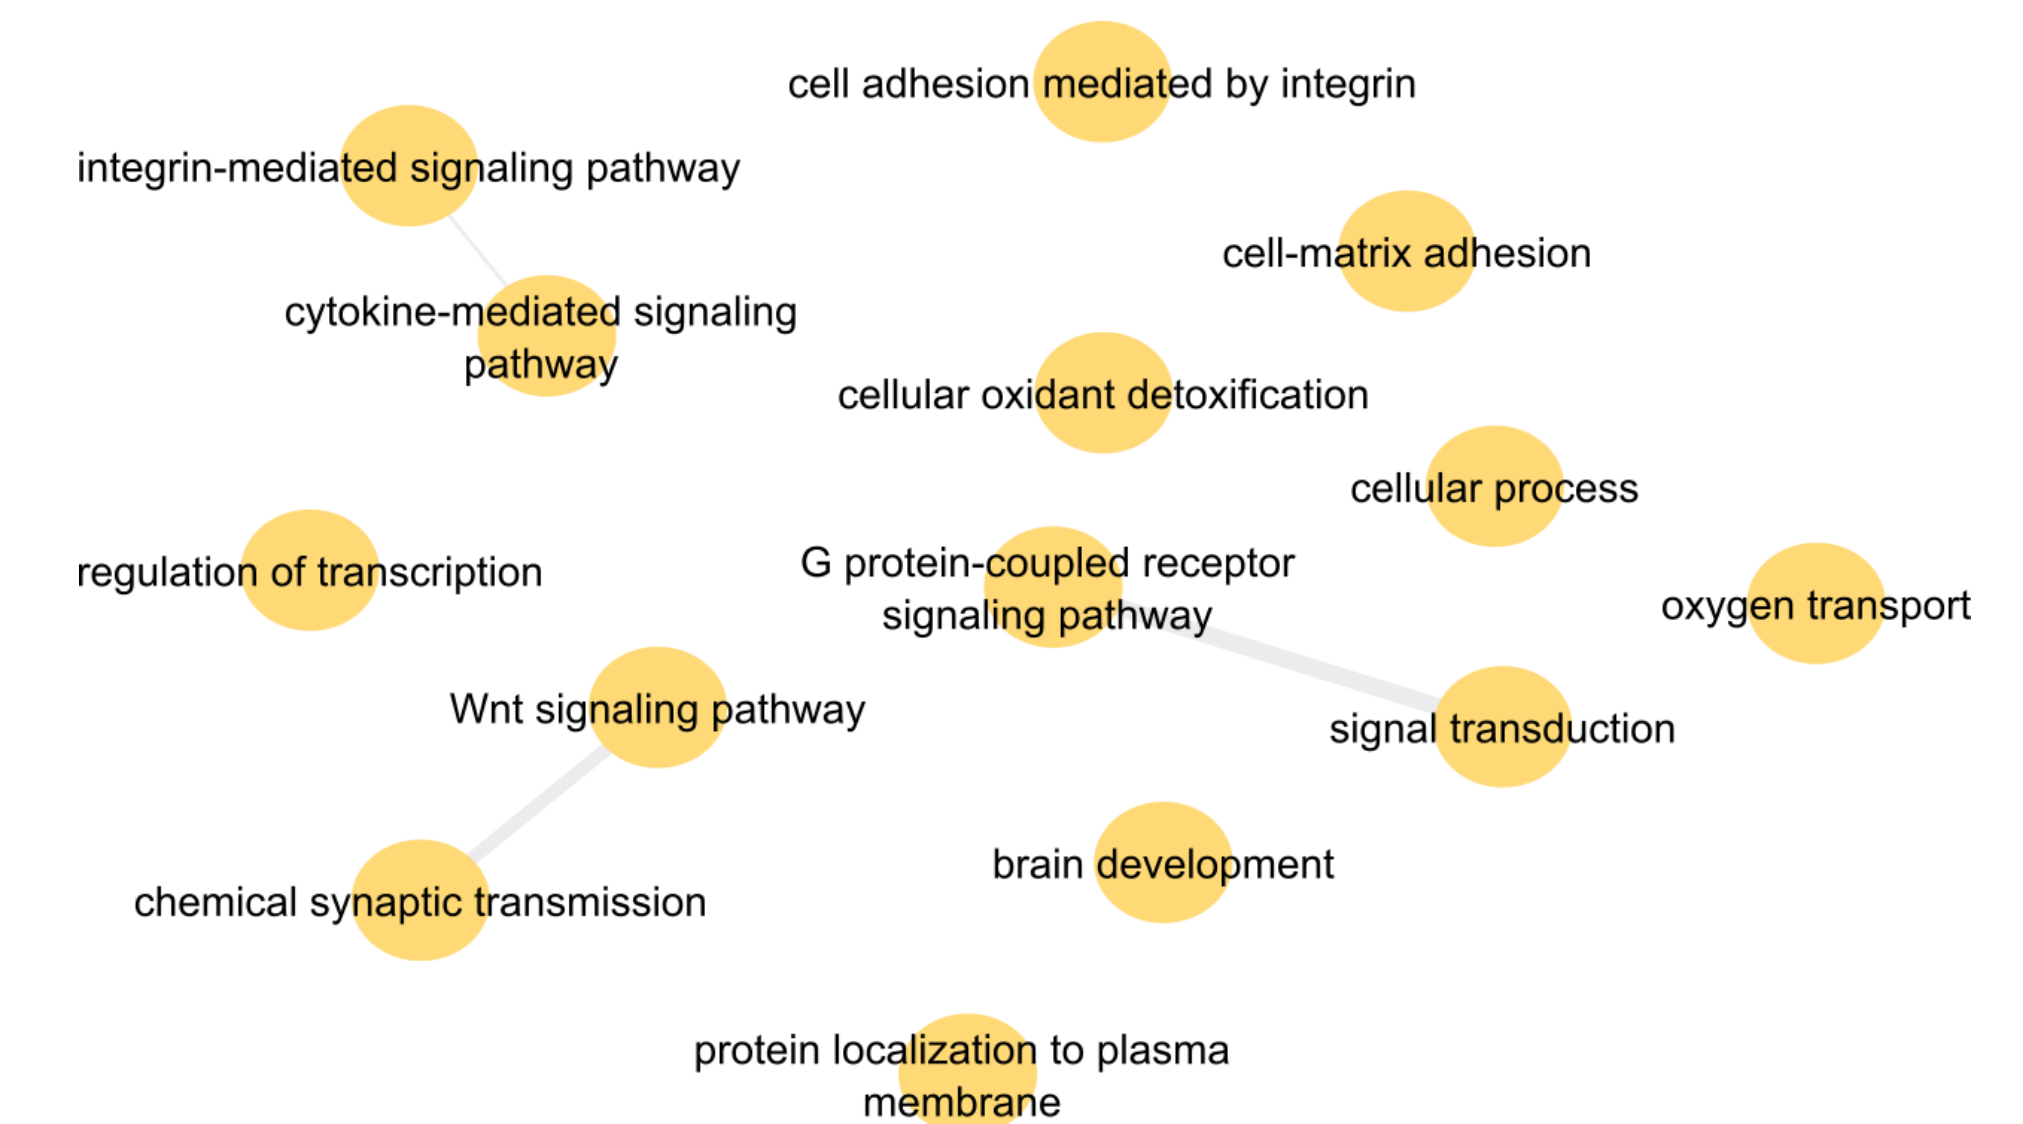 cell adhesion mediated by integrin
integrin-mediated signaling pathway
cell-matrix adhesion
cytokine-mediated signaling
pathway
cellular oxidant detoxification
cellular process
regulation of transcription
G protein-coupled receptor
signaling pathway
oxygen transport
Wnt signaling pathway
signal transduction
brain development
chemical synaptic transmission
protein localization to plasma
membrane